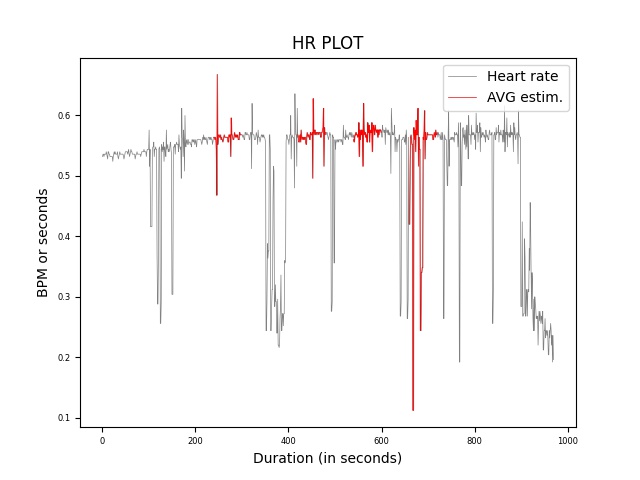 HR PLOT
Heart rate
AVG estim.
BPM or seconds
0.6
0.5
0.4
0.3
0.2
0.1
0 200 400 600 800 1000
Duration (in seconds)